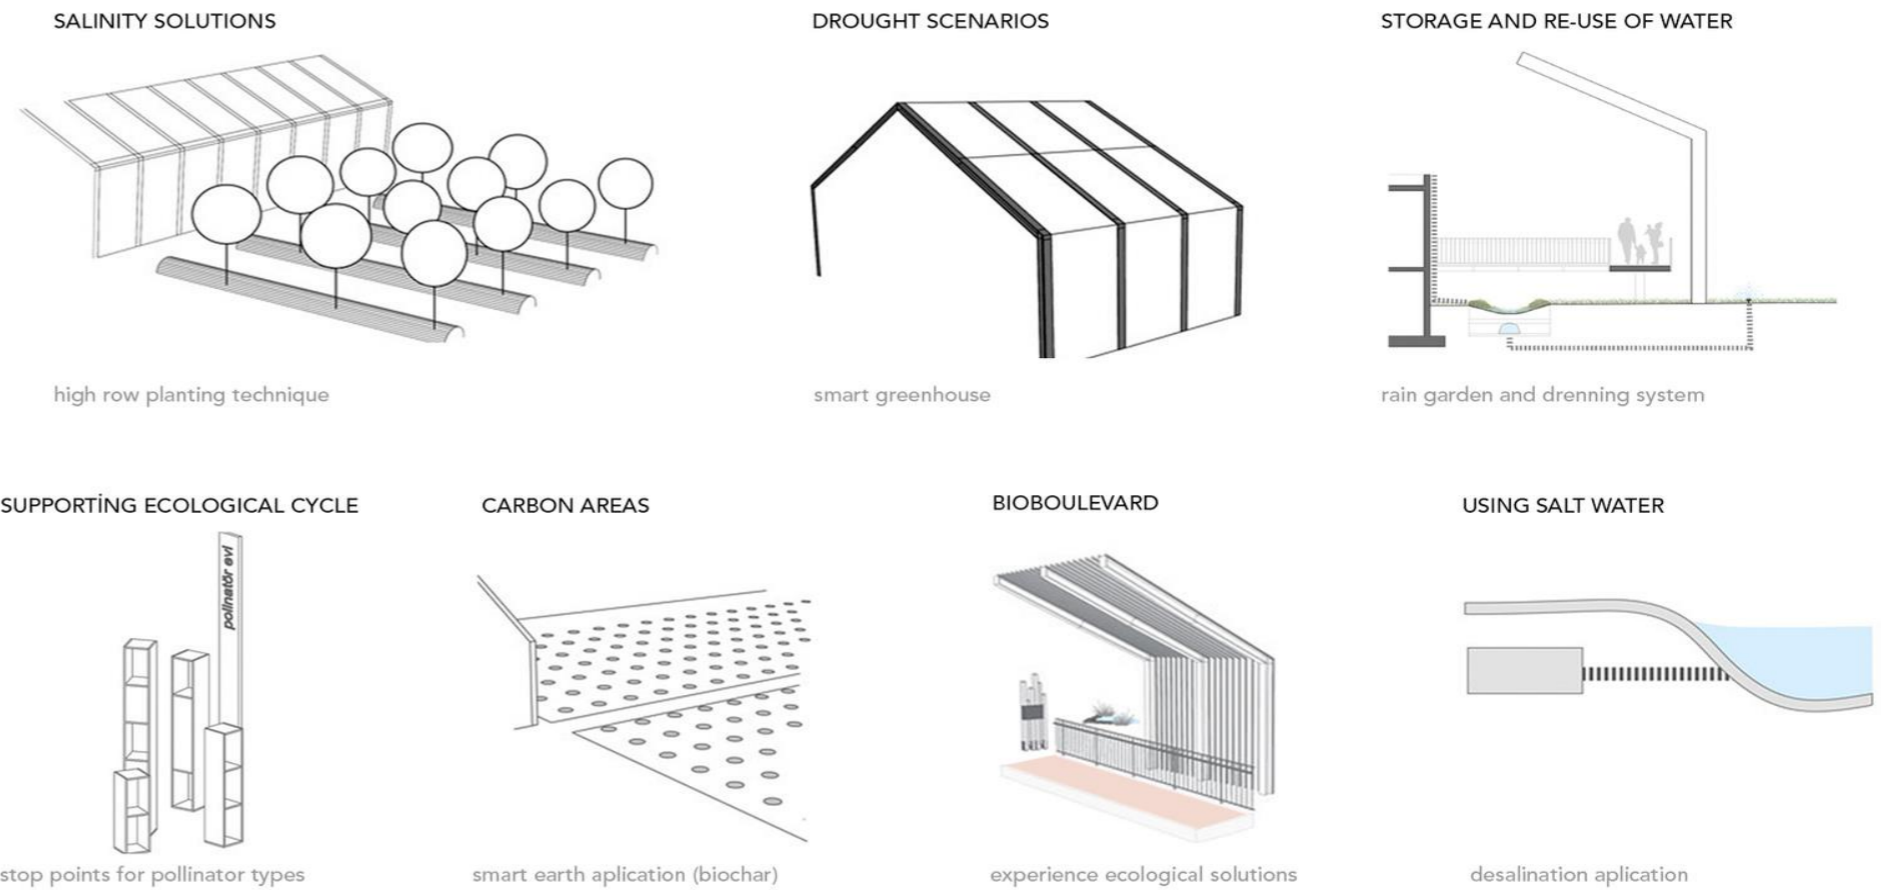 SALINITY SOLUTIONS
DROUGHT SCENARIOS
STORAGE AND RE-USE OF WATER
high row planting technique
smart greenhouse
rain garden and drenning system
SUPPORTİNG ECOLOGICAL CYCLE
CARBON AREAS
BIOBOULEVARD
USING SALT WATER
polinatör evi
stop points for pollinator types
smart earth aplication (biochar)
experience ecological solutions
desalination aplication